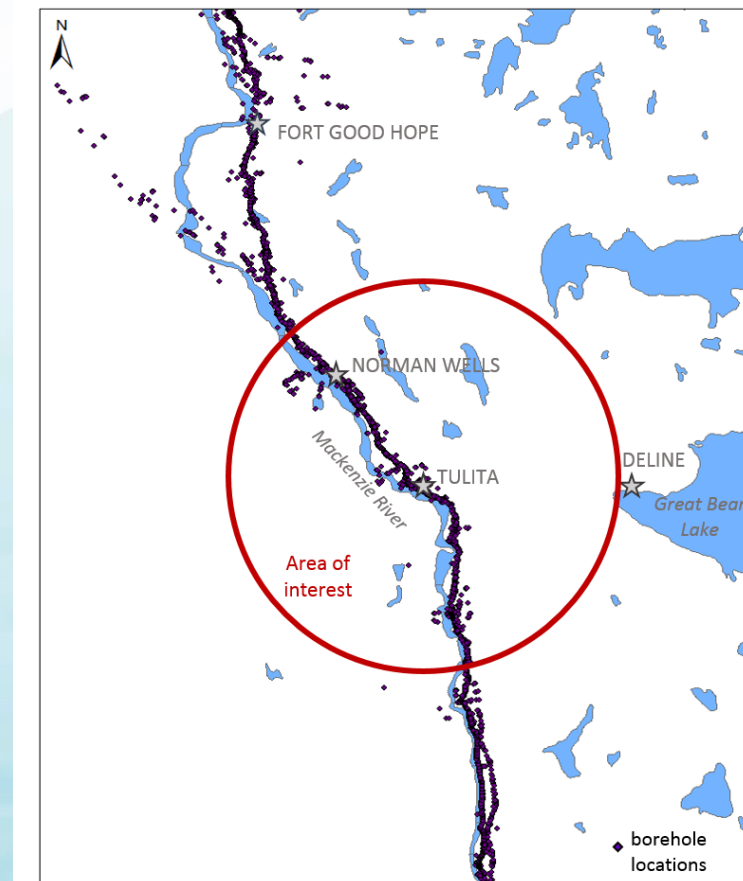 N
FORT GOOD HOPE
NORMAN WELLS
Mackenzie River
TULITA
DELINE
Great Bear
Lake
Area of
interest
borehole
locations